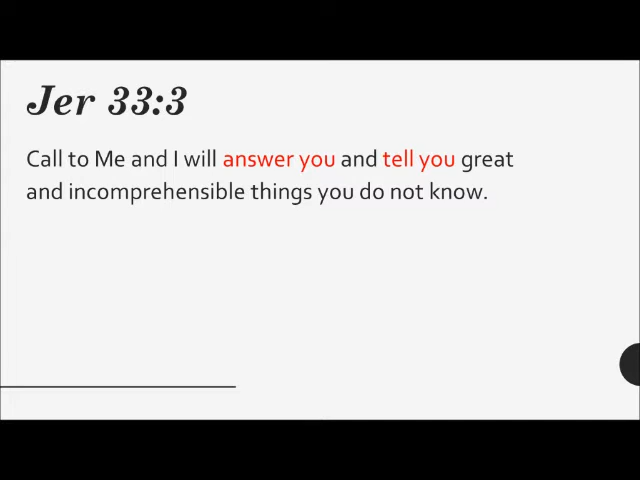 Jer 33:3
Call to Me and I will answer you and tell you great
and incomprehensible things you do not know.